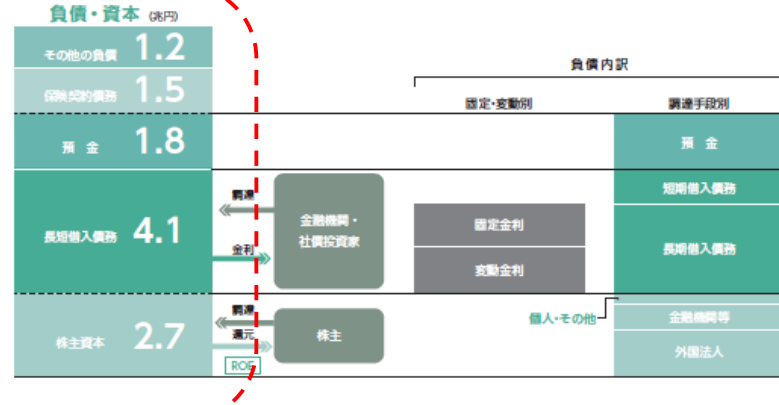 負債・資本 (兆円)
その他の負債 1.2
保険契約債務 1.5
預 金 1.8
長短借入債務 4.1
株主資本 2.7
調達
金利
金融機関・
社債投資家
調達
還元
株主
ROE
負債内訳
固定・変動別
調達手段別
固定金利
変動金利
預 金
短期借入債務
長期借入債務
個人・その他
金融機関等
外国法人